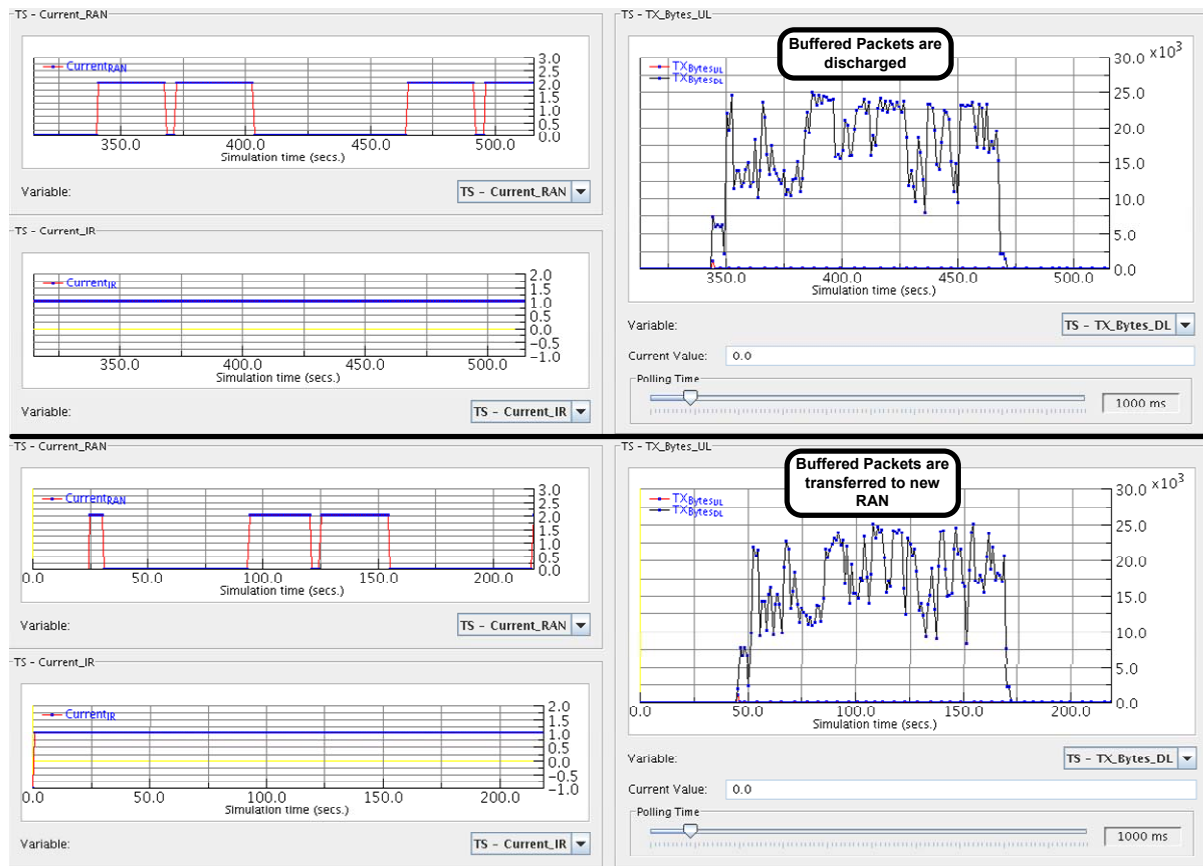 TS - Current_RAN
CurrentRAN
3.0
2.5
2.0
1.5
1.0
0.5
0.0
350.0 400.0 450.0 500.0
Simulation time (secs.)
Variable: TS - Current_RAN
TS - Current_IR
CurrentIR
2.0
1.5
1.0
0.5
0.0
-0.5
-1.0
350.0 400.0 450.0 500.0
Simulation time (secs.)
Variable: TS - Current_IR
TS - TX_Bytes_UL
Buffered Packets are
discharged
TXBytesUL
TXBytesDL
30.0 x10³
25.0
20.0
15.0
10.0
5.0
0.0
350.0 400.0 450.0 500.0
Simulation time (secs.)
Variable: TS - TX_Bytes_DL
Current Value: 0.0
Polling Time
1000 ms
TS - Current_RAN
CurrentRAN
3.0
2.5
2.0
1.5
1.0
0.5
0.0
0.0 50.0 100.0 150.0 200.0
Simulation time (secs.)
Variable: TS - Current_RAN
TS - Current_IR
CurrentIR
2.0
1.5
1.0
0.5
0.0
-0.5
-1.0
0.0 50.0 100.0 150.0 200.0
Simulation time (secs.)
Variable: TS - Current_IR
TS - TX_Bytes_UL
Buffered Packets are
transferred to new
RAN
TXBytesUL
TXBytesDL
30.0 x10³
25.0
20.0
15.0
10.0
5.0
0.0
0.0 50.0 100.0 150.0 200.0
Simulation time (secs.)
Variable: TS - TX_Bytes_DL
Current Value: 0.0
Polling Time
1000 ms